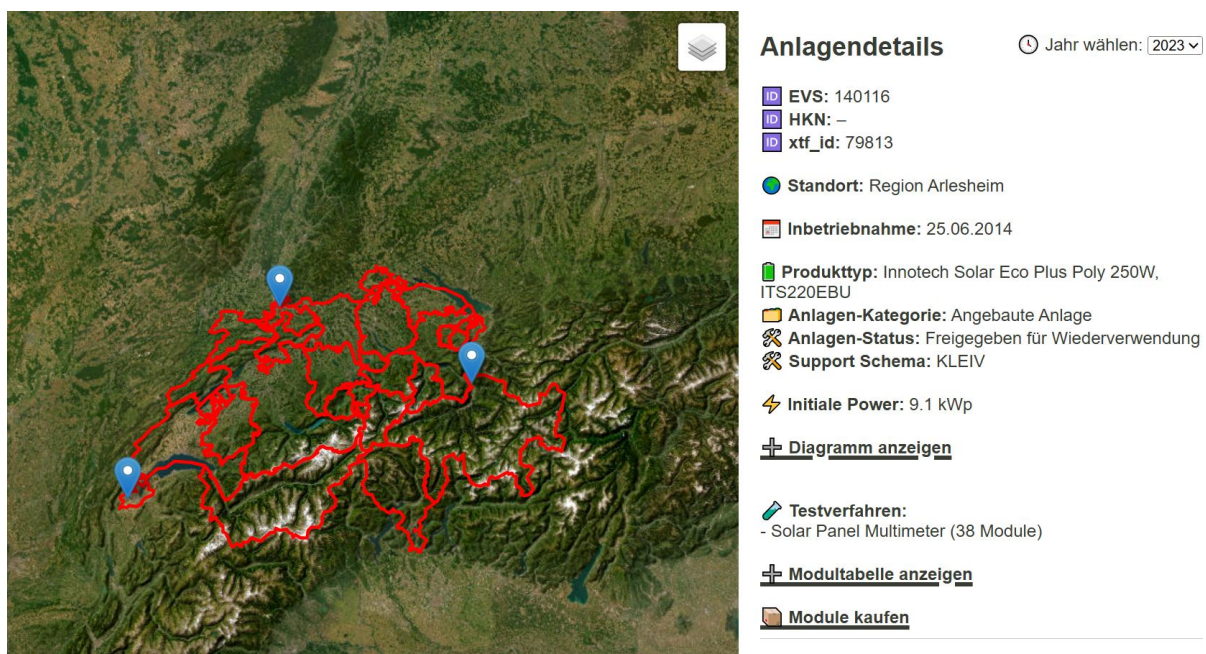 Anlagendetails
Jahr wählen: 2023
ID EVS: 140116
ID HKN: –
ID xtf_id: 79813
Standort: Region Arlesheim
Inbetriebnahme: 25.06.2014
Produkttyp: Innotech Solar Eco Plus Poly 250W,
ITS220EBU
Anlagen-Kategorie: Angebaute Anlage
Anlagen-Status: Freigegeben für Wiederverwendung
Support Schema: KLEIV
Initiale Power: 9.1 kWp
Diagramm anzeigen
Testverfahren:
- Solar Panel Multimeter (38 Module)
Modultabelle anzeigen
Module kaufen